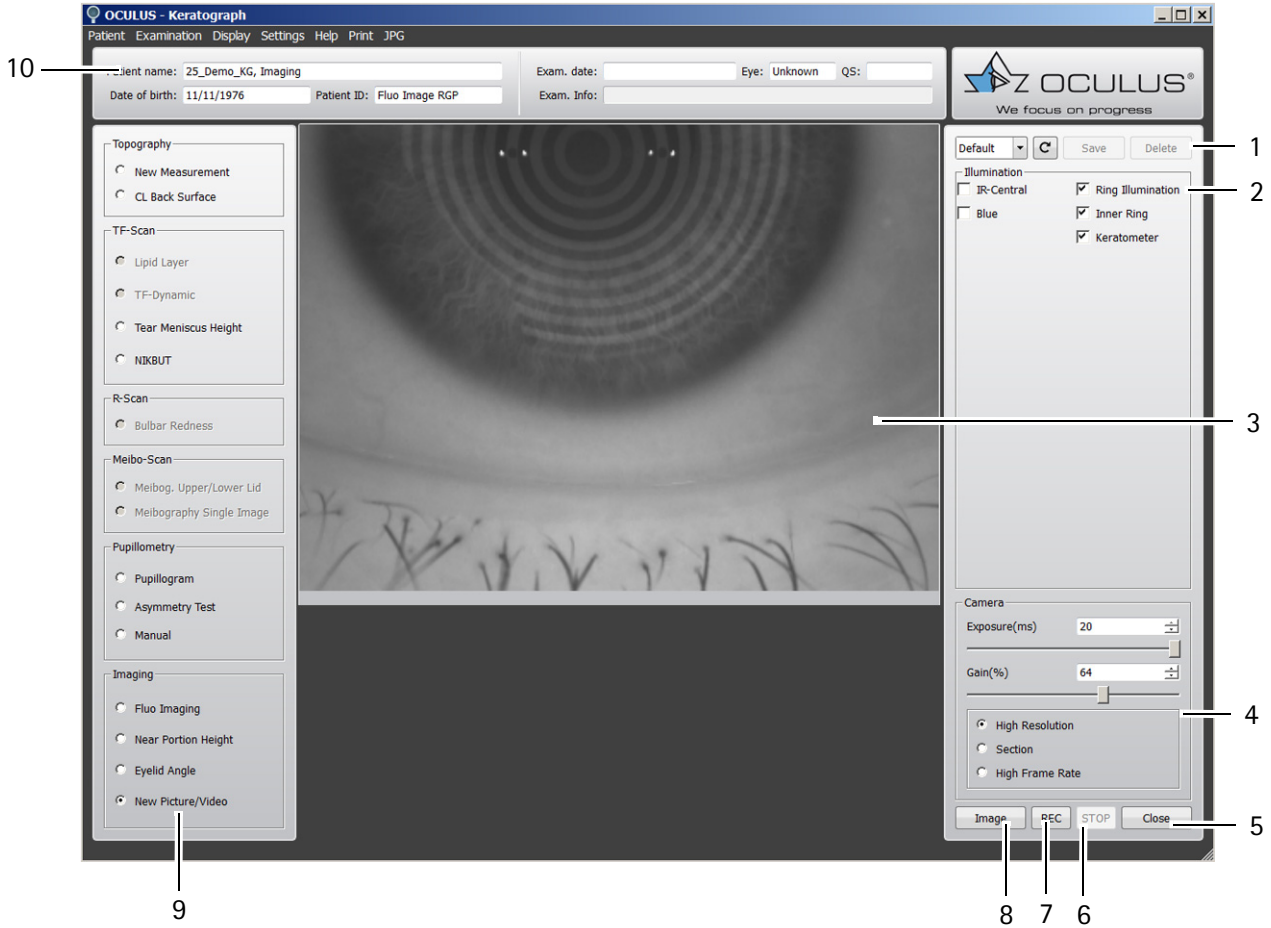 OCULUS - Keratograph
Patient Examination Display Settings Help Print JPG
10
Patient name: 25_Demo_KG, Imaging
Date of birth: 11/11/1976 Patient ID: Fluo Image RGP
Exam. date: Eye: Unknown QS:
Exam. Info:
OCULUS®
We focus on progress
Topography
New Measurement
CL Back Surface
TF-Scan
Lipid Layer
TF-Dynamic
Tear Meniscus Height
NIKBUT
R-Scan
Bulbar Redness
Meibo-Scan
Meibog. Upper/Lower Lid
Meibography Single Image
Pupillometry
Pupillogram
Asymmetry Test
Manual
Imaging
Fluo Imaging
Near Portion Height
Eyelid Angle
New Picture/Video
Default Save Delete 1
Illumination
IR-Central Ring Illumination 2
Blue Inner Ring
Keratometer
3
Camera
Exposure(ms) 20
Gain(%) 64
4
High Resolution
Section
High Frame Rate
Image REC STOP Close 5
9 8 7 6